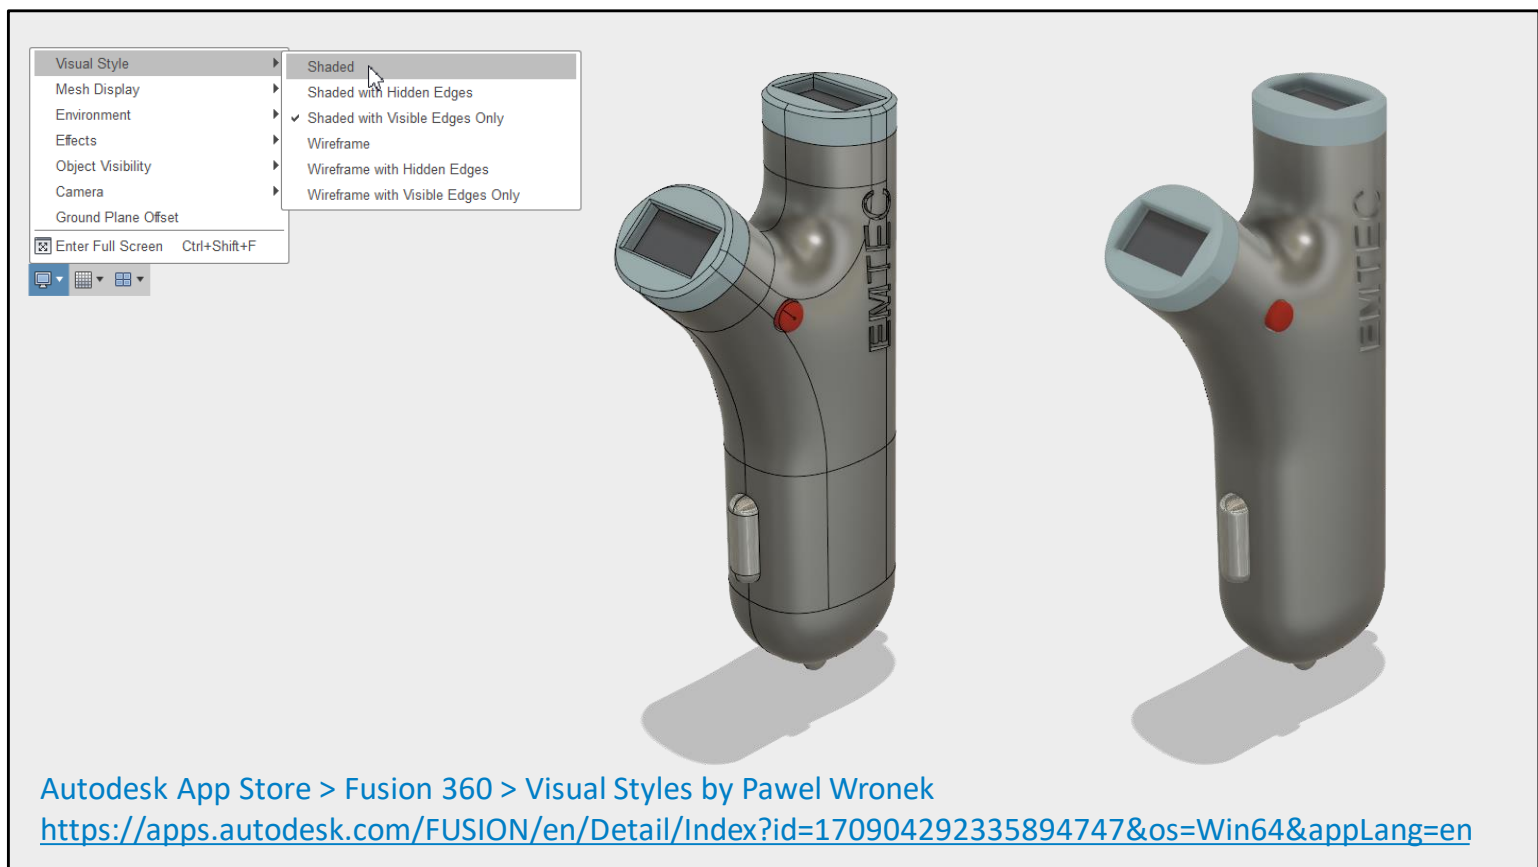 Visual Style
Mesh Display
Environment
Effects
Object Visibility
Camera
Ground Plane Offset
Enter Full Screen Ctrl+Shift+F
Shaded
Shaded with Hidden Edges
Shaded with Visible Edges Only
Wireframe
Wireframe with Hidden Edges
Wireframe with Visible Edges Only
EMTEC
EMTEC
Autodesk App Store > Fusion 360 > Visual Styles by Pawel Wronek
https://apps.autodesk.com/FUSION/en/Detail/Index?id=170904292335894747&os=Win64&appLang=en